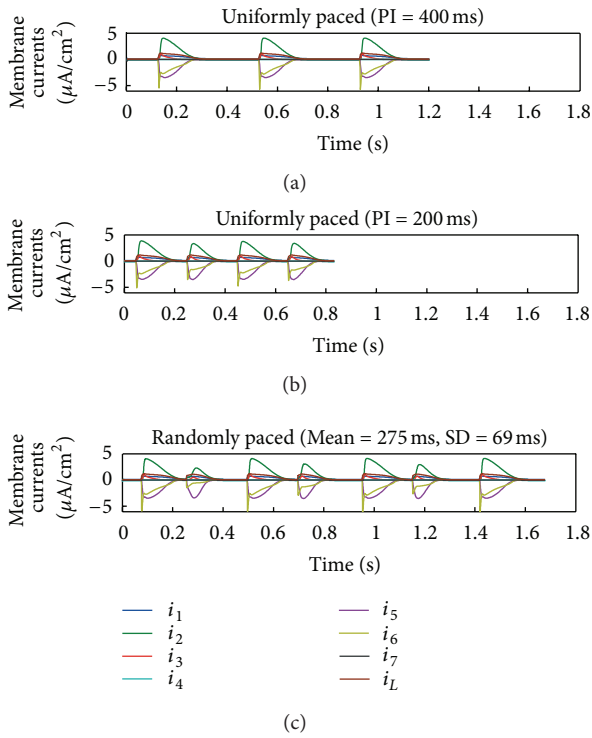 Uniformly paced (PI = 400 ms)
Membrane
currents
(μA/cm²)
5
0
−5
0 0.2 0.4 0.6 0.8 1 1.2 1.4 1.6 1.8
Time (s)
(a)
Uniformly paced (PI = 200 ms)
Membrane
currents
(μA/cm²)
5
0
−5
0 0.2 0.4 0.6 0.8 1 1.2 1.4 1.6 1.8
Time (s)
(b)
Randomly paced (Mean = 275 ms, SD = 69 ms)
Membrane
currents
(μA/cm²)
5
0
−5
0 0.2 0.4 0.6 0.8 1 1.2 1.4 1.6 1.8
Time (s)
i₁ i₅
i₂ i₆
i₃ i₇
i₄ i_L
(c)